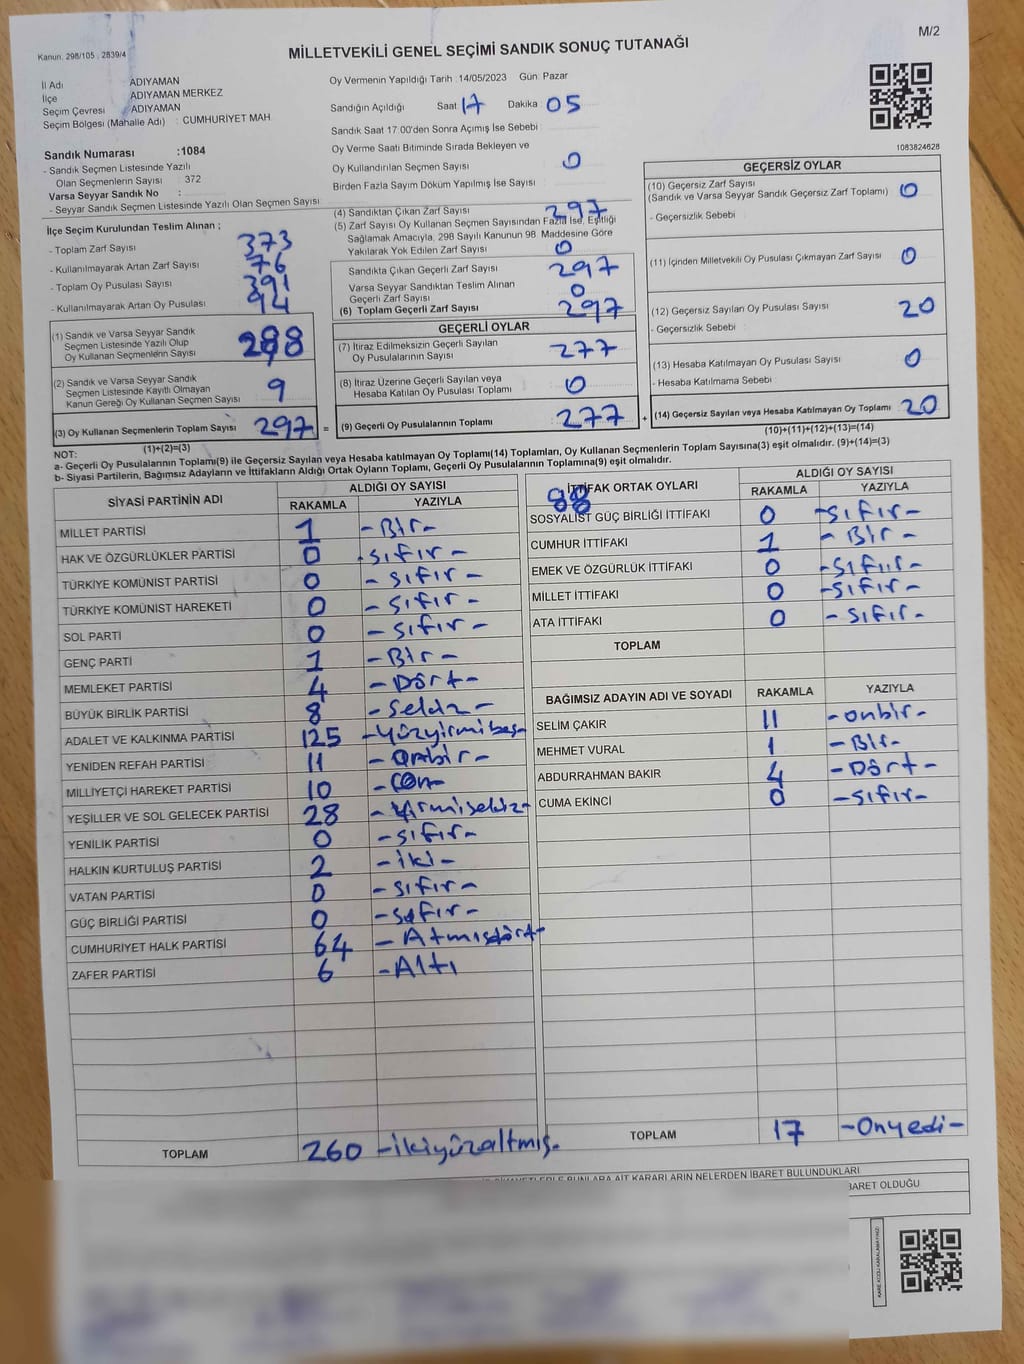 Kanun. 298/105 , 2839/4
M/2
MİLLETVEKİLİ GENEL SEÇİMİ SANDIK SONUÇ TUTANAĞI
İl Adı ADIYAMAN
İlçe ADIYAMAN MERKEZ
Seçim Çevresi ADIYAMAN
Seçim Bölgesi (Mahalle Adı) : CUMHURİYET MAH
Sandık Numarası :1084
- Sandık Seçmen Listesinde Yazılı
Olan Seçmenlerin Sayısı : 372
Varsa Seyyar Sandık No :
- Seyyar Sandık Seçmen Listesinde Yazılı Olan Seçmen Sayısı
Oy Vermenin Yapıldığı Tarih :14/05/2023 Gün: Pazar
Sandığın Açıldığı Saat: 17 Dakika: 05
Sandık Saat 17:00'den Sonra Açımış İse Sebebi
Oy Verme Saati Bitiminde Sırada Bekleyen ve
Oy Kullandırılan Seçmen Sayısı 0
Birden Fazla Sayım Döküm Yapılmış İse Sayısı
1083824628
İlçe Seçim Kurulundan Teslim Alınan ;
- Toplam Zarf Sayısı 373
- Kullanılmayarak Artan Zarf Sayısı 76
- Toplam Oy Pusulası Sayısı 391
- Kullanılmayarak Artan Oy Pusulası 94
(1) Sandık ve Varsa Seyyar Sandık
Seçmen Listesinde Yazılı Olup
Oy Kullanan Seçmenlerin Sayısı 288
(2) Sandık ve Varsa Seyyar Sandık
Seçmen Listesinde Kayıtlı Olmayan
Kanun Gereği Oy Kullanan Seçmen Sayısı 9
(3) Oy Kullanan Seçmenlerin Toplam Sayısı 297 =
(1)+(2)=(3)
(4) Sandıktan Çıkan Zarf Sayısı 297
(5) Zarf Sayısı Oy Kullanan Seçmen Sayısından Fazla İse, Eşitliği
Sağlamak Amacıyla, 298 Sayılı Kanunun 98. Maddesine Göre
Yakılarak Yok Edilen Zarf Sayısı 0
Sandıkta Çıkan Geçerli Zarf Sayısı 297
Varsa Seyyar Sandıktan Teslim Alınan
Geçerli Zarf Sayısı 0
(6) Toplam Geçerli Zarf Sayısı 297
GEÇERLİ OYLAR
(7) İtiraz Edilmeksizin Geçerli Sayılan
Oy Pusulalarının Sayısı 277
(8) İtiraz Üzerine Geçerli Sayılan veya
Hesaba Katılan Oy Pusulası Toplamı 0
(9) Geçerli Oy Pusulalarının Toplamı 277 +
GEÇERSİZ OYLAR
(10) Geçersiz Zarf Sayısı
(Sandık ve Varsa Seyyar Sandık Geçersiz Zarf Toplamı) 0
- Geçersizlik Sebebi
(11) İçinden Milletvekili Oy Pusulası Çıkmayan Zarf Sayısı 0
(12) Geçersiz Sayılan Oy Pusulası Sayısı 20
- Geçersizlik Sebebi :
(13) Hesaba Katılmayan Oy Pusulası Sayısı 0
- Hesaba Katılmama Sebebi :
(14) Geçersiz Sayılan veya Hesaba Katılmayan Oy Toplamı 20
(10)+(11)+(12)+(13)=(14)
NOT:
a- Geçerli Oy Pusulalarının Toplamı(9) ile Geçersiz Sayılan veya Hesaba katılmayan Oy Toplamı(14) Toplamları, Oy Kullanan Seçmenlerin Toplam Sayısına(3) eşit olmalıdır. (9)+(14)=(3)
b- Siyasi Partilerin, Bağımsız Adayların ve İttifakların Aldığı Ortak Oyların Toplamı, Geçerli Oy Pusulalarının Toplamına(9) eşit olmalıdır.
SİYASİ PARTİNİN ADI ALDIĞI OY SAYISI
RAKAMLA YAZIYLA
MİLLET PARTİSİ 1 -Bir-
HAK VE ÖZGÜRLÜKLER PARTİSİ 0 -sıfır-
TÜRKİYE KOMÜNİST PARTİSİ 0 -sıfır-
TÜRKİYE KOMÜNİST HAREKETİ 0 -sıfır-
SOL PARTİ 0 -sıfır-
GENÇ PARTİ 1 -Bir-
MEMLEKET PARTİSİ 4 -Dört-
BÜYÜK BİRLİK PARTİSİ 8 -sekiz-
ADALET VE KALKINMA PARTİSİ 125 -Yüzyirmibeş-
YENİDEN REFAH PARTİSİ 11 -Onbir-
MİLLİYETÇİ HAREKET PARTİSİ 10 -on-
YEŞİLLER VE SOL GELECEK PARTİSİ 28 -Yirmisekiz-
YENİLİK PARTİSİ 0 -sıfır-
HALKIN KURTULUŞ PARTİSİ 2 -iki-
VATAN PARTİSİ 0 -sıfır-
GÜÇ BİRLİĞİ PARTİSİ 0 -sıfır-
CUMHURİYET HALK PARTİSİ 64 -Atmışdört-
ZAFER PARTİSİ 6 -Altı
TOPLAM 260 -ikiyüzaltmış-
İTTİFAK ORTAK OYLARI 88 ALDIĞI OY SAYISI
RAKAMLA YAZIYLA
SOSYALİST GÜÇ BİRLİĞİ İTTİFAKI 0 -sıfır-
CUMHUR İTTİFAKI 1 -Bir-
EMEK VE ÖZGÜRLÜK İTTİFAKI 0 -sıfır-
MİLLET İTTİFAKI 0 -sıfır-
ATA İTTİFAKI 0 -sıfır-
TOPLAM
BAĞIMSIZ ADAYIN ADI VE SOYADI RAKAMLA YAZIYLA
SELİM ÇAKIR 11 -onbir-
MEHMET VURAL 1 -Bir-
ABDURRAHMAN BAKIR 4 -Dört-
CUMA EKİNCİ 0 -sıfır-
TOPLAM 17 -Onyedi-
BUNLARA AİT KARARLARIN NELERDEN İBARET BULUNDUKLARI
BARET OLDUĞU
KARE KODU KARALAMAYINIZ